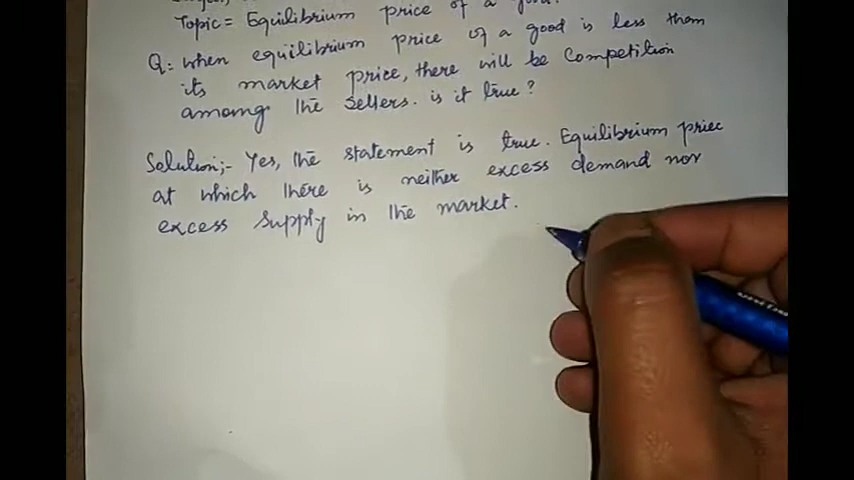 Topic = Equilibrium price of a good.
Q: when equilibrium price of a good is less than
its market price, there will be competition
among the sellers. is it true?
Solution;- Yes, the statement is true. Equilibrium priec
at which there is neither excess demand nor
excess supply in the market.